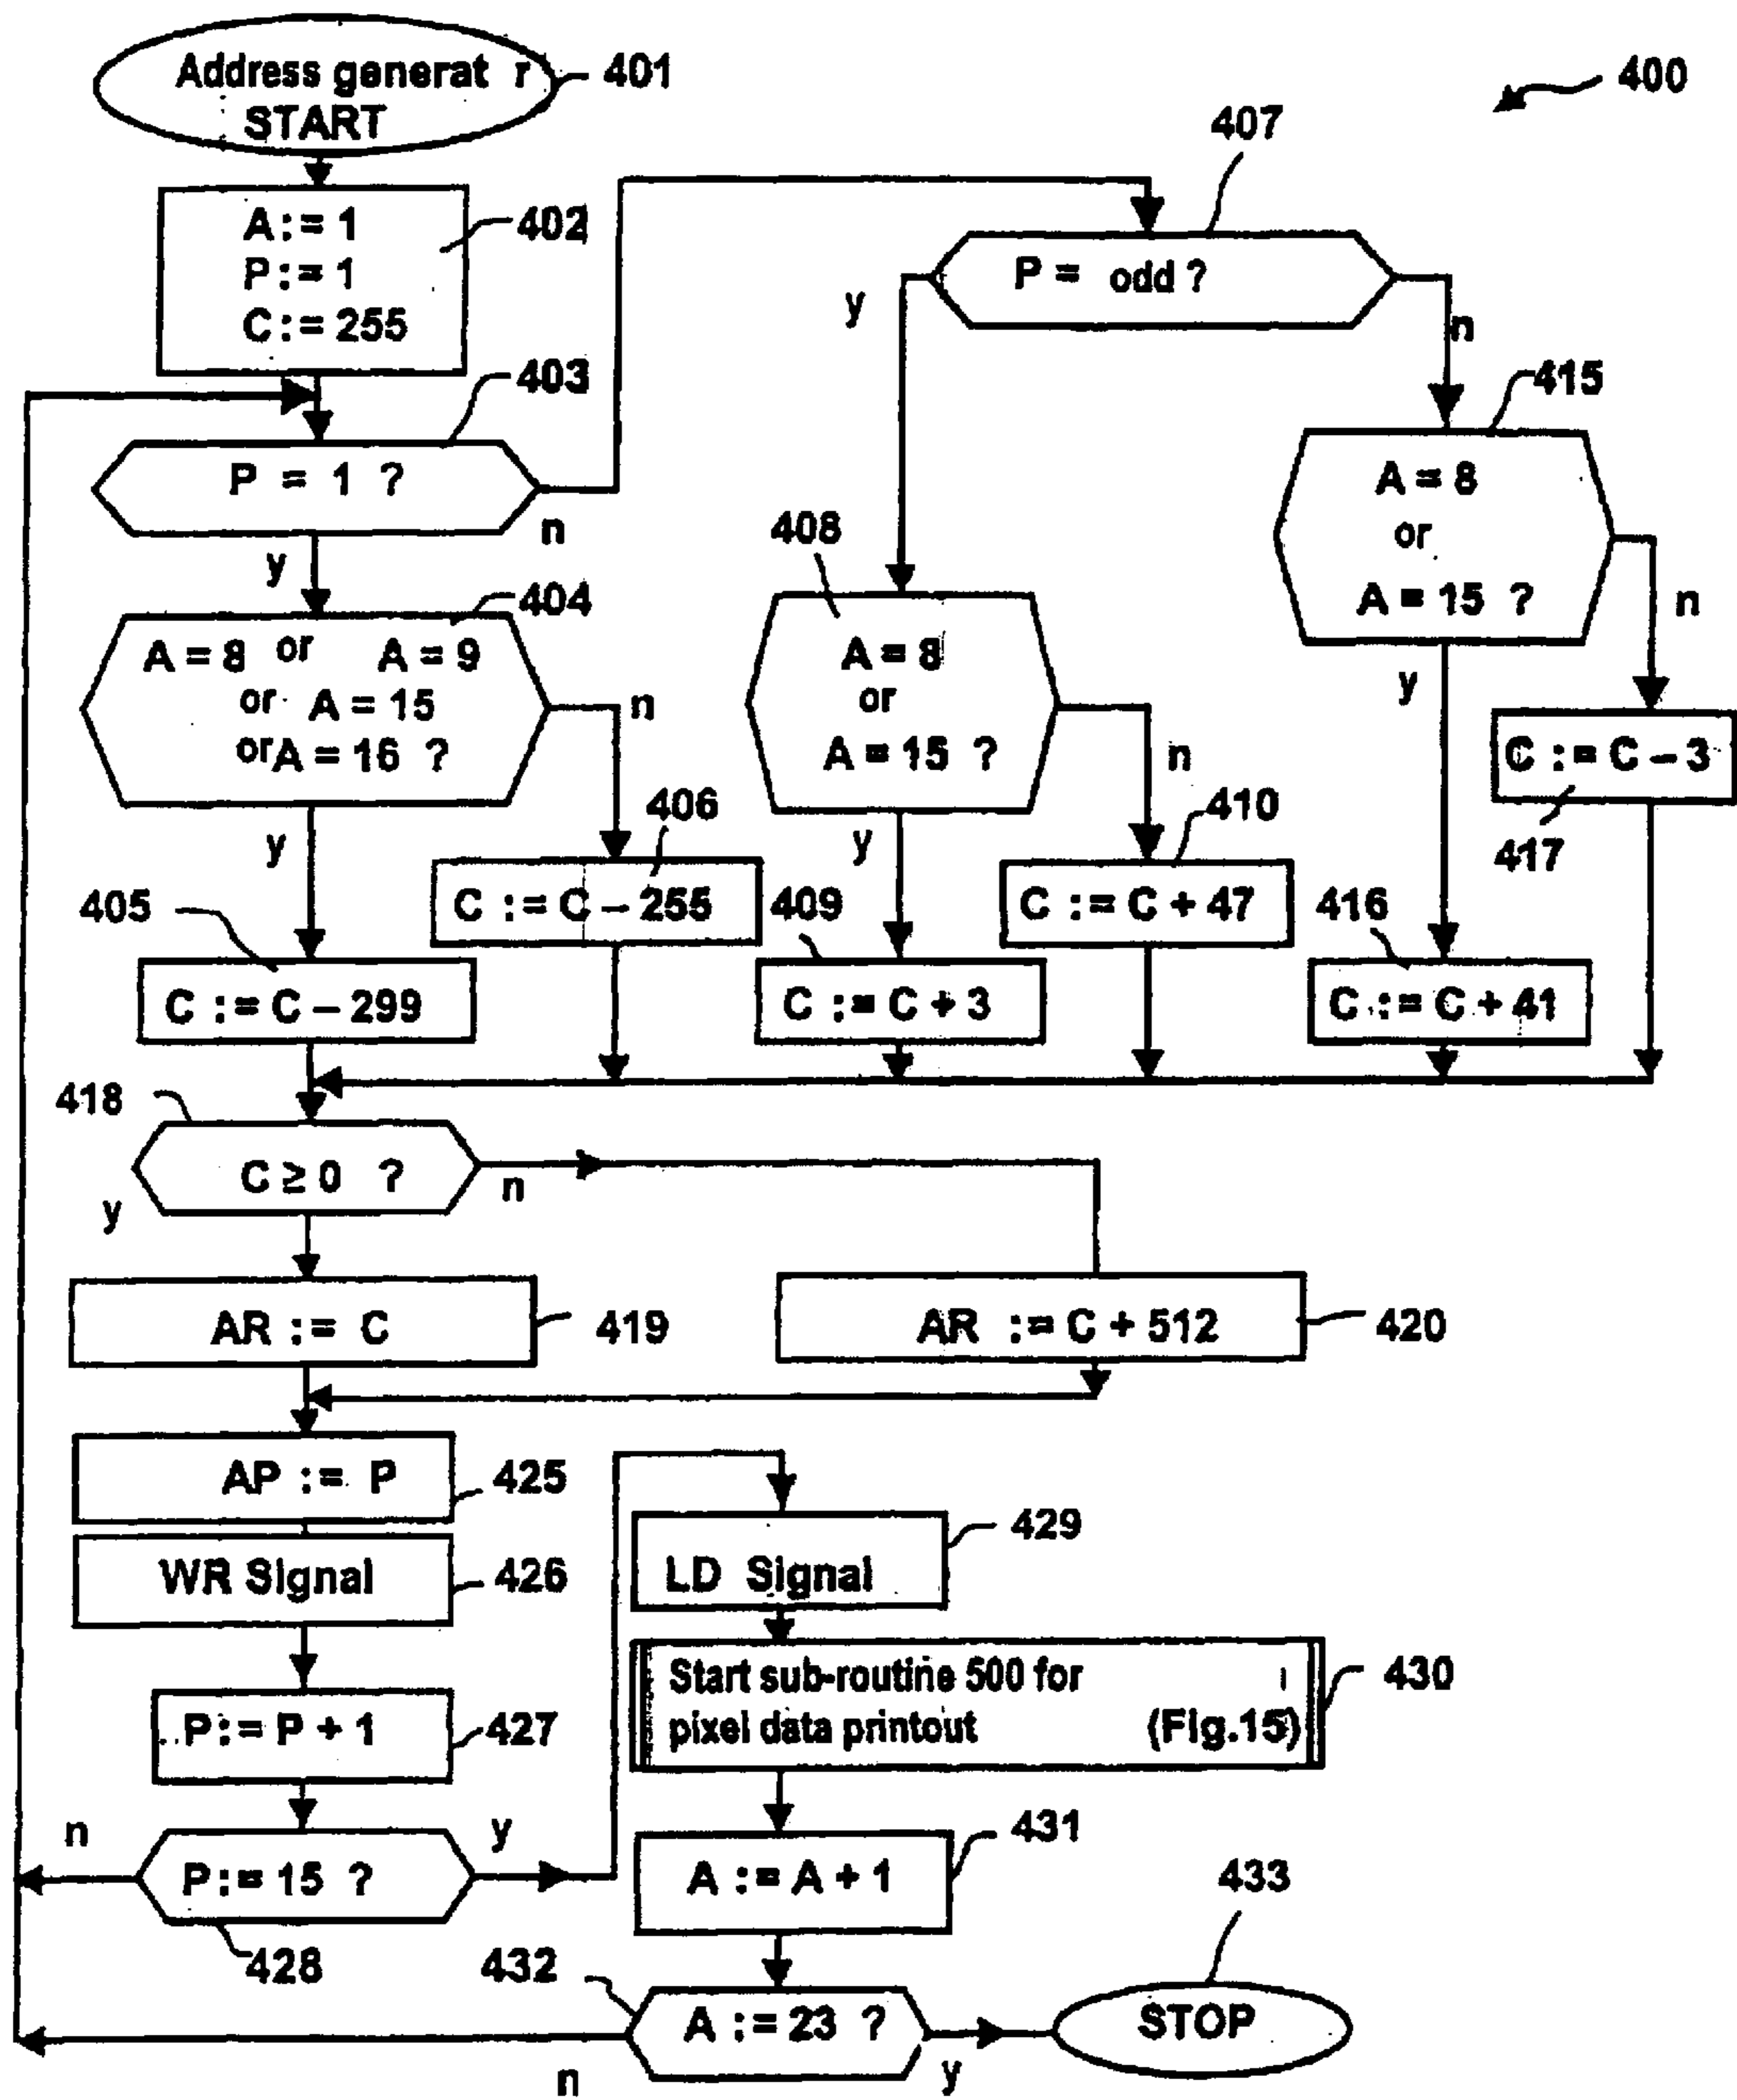 Address generat r
START
401
400
A := 1
P := 1
C := 255
402
407
P = odd ?
y
n
403
P = 1 ?
n
y
415
A = 8
or
A = 15 ?
n
y
404
A = 8 or A = 9
or A = 15
or A = 16 ?
n
y
408
A = 8
or
A = 15 ?
n
y
C := C – 3
417
406
C := C – 255
410
C := C + 47
405
C := C – 299
409
C := C + 3
416
C := C + 41
418
C ≥ 0 ?
y
n
AR := C
419
AR := C + 512
420
AP := P
425
WR Signal
426
P := P + 1
427
n
P := 15 ?
y
428
LD Signal
429
Start sub-routine 500 for
pixel data printout (Fig.15)
430
A := A + 1
431
432
A := 23 ?
n
y
433
STOP